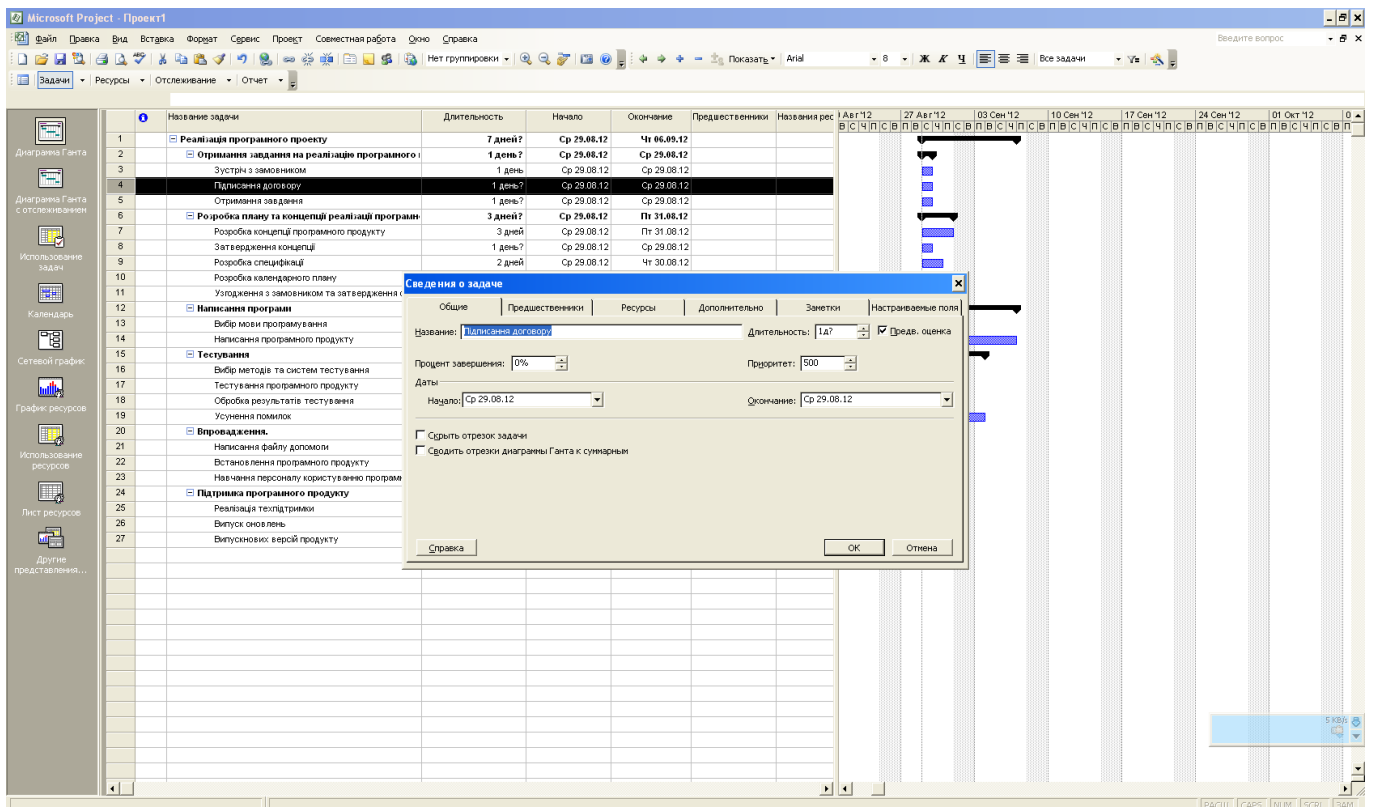 Microsoft Project - Проект1
Файл Правка Вид Вставка Формат Сервис Проект Совместная работа Окно Справка Введите вопрос
Нет группировки Показать Arial 8 Ж К Ч Все задачи
Задачи Ресурсы Отслеживание Отчет
Название задачи Длительность Начало Окончание Предшественники Названия рес Авг '12 27 Авг '12 03 Сен '12 10 Сен '12 17 Сен '12 24 Сен '12 01 Окт '12 0
В С Ч П С В П В С Ч П С В П В С Ч П С В П В С Ч П С В П В С Ч П С В П В С Ч П С В П В С Ч П С В П
Диаграмма Ганта
Диаграмма Ганта
с отслеживанием
Использование
задач
Календарь
Сетевой график
График ресурсов
Использование
ресурсов
Лист ресурсов
Другие
представления...
1 Реалізація програмного проекту 7 дней? Ср 29.08.12 Чт 06.09.12
2 Отримання завдання на реалізацію програмного 1 день? Ср 29.08.12 Ср 29.08.12
3 Зустріч з замовником 1 день Ср 29.08.12 Ср 29.08.12
4 Підписання договору 1 день? Ср 29.08.12 Ср 29.08.12
5 Отримання завдання 1 день? Ср 29.08.12 Ср 29.08.12
6 Розробка плану та концепції реалізації програмн 3 дней? Ср 29.08.12 Пт 31.08.12
7 Розробка концепції програмного продукту 3 дней Ср 29.08.12 Пт 31.08.12
8 Затвердження концепції 1 день? Ср 29.08.12 Ср 29.08.12
9 Розробка специфікації 2 дней Ср 29.08.12 Чт 30.08.12
10 Розробка календарного плану
11 Узгодження з замовником та затвердження
12 Написання програми
13 Вибір мови програмування
14 Написання програмного продукту
15 Тестування
16 Вибір методів та систем тестування
17 Тестування програмного продукту
18 Обробка результатів тестування
19 Усунення помилок
20 Впровадження.
21 Написання файлу допомоги
22 Встановлення програмного продукту
23 Навчання персоналу користуванню програм
24 Підтримка програмного продукту
25 Реалізація техпідтримки
26 Випуск оновлень
27 Випускнових версій продукту
Сведения о задаче
Общие Предшественники Ресурсы Дополнительно Заметки Настраиваемые поля
Название: Підписання договору Длительность: 1д? Предв. оценка
Процент завершения: 0% Приоритет: 500
Даты
Начало: Ср 29.08.12 Окончание: Ср 29.08.12
Скрыть отрезок задачи
Сводить отрезки диаграммы Ганта к суммарным
Справка ОК Отмена
5 KB/s
РАСШ CAPS NUM SCRL ЗАМ